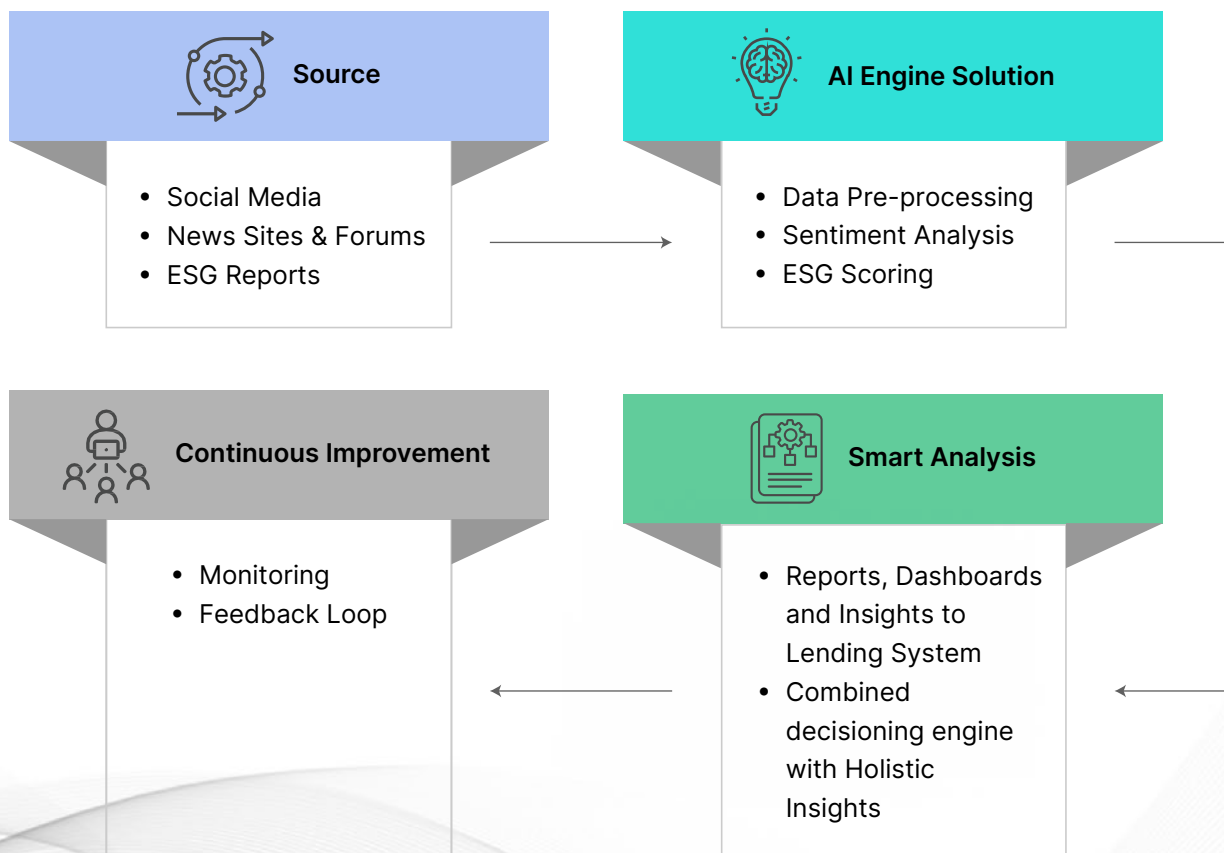 Source
• Social Media
• News Sites & Forums
• ESG Reports
AI Engine Solution
• Data Pre-processing
• Sentiment Analysis
• ESG Scoring
Continuous Improvement
• Monitoring
• Feedback Loop
Smart Analysis
• Reports, Dashboards
and Insights to
Lending System
• Combined
decisioning engine
with Holistic
Insights